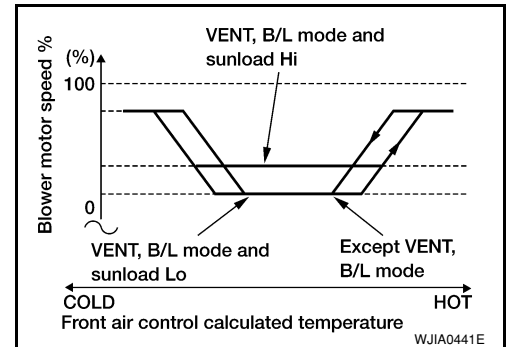 VENT, B/L mode and
sunload Hi
(%)
100
Blower motor speed %
0
VENT, B/L mode and
sunload Lo
Except VENT,
B/L mode
COLD
HOT
Front air control calculated temperature
WJIA0441E